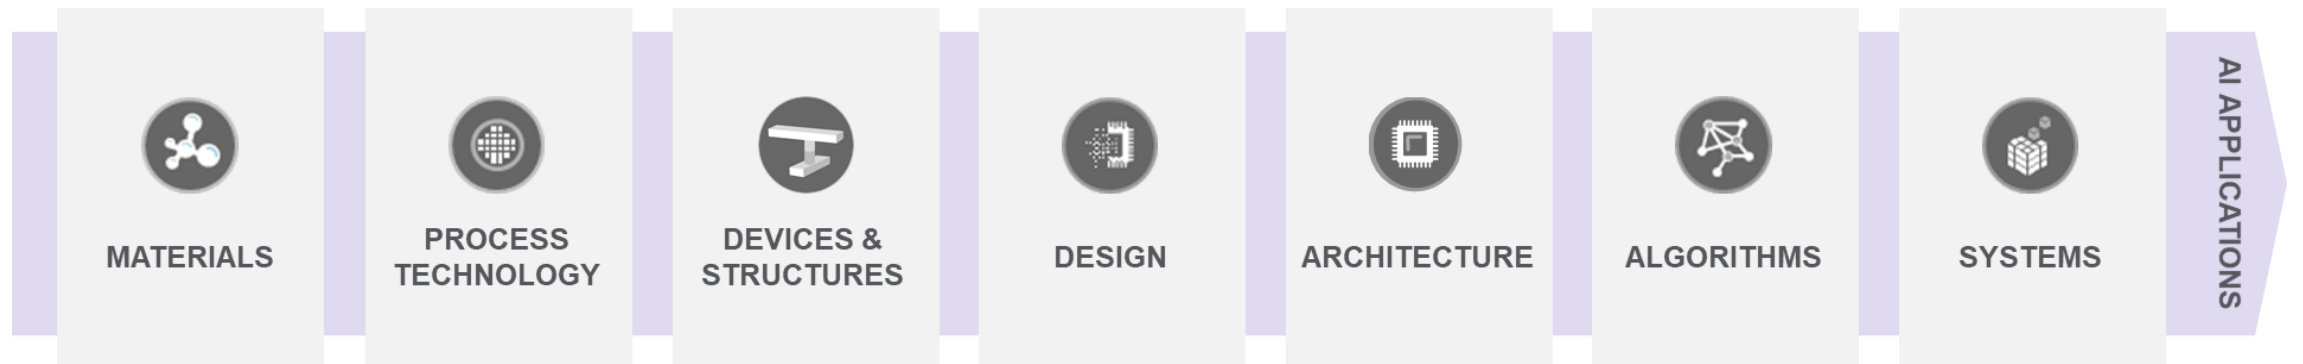 MATERIALS
PROCESS
TECHNOLOGY
DEVICES &
STRUCTURES
DESIGN
ARCHITECTURE
ALGORITHMS
SYSTEMS
AI APPLICATIONS